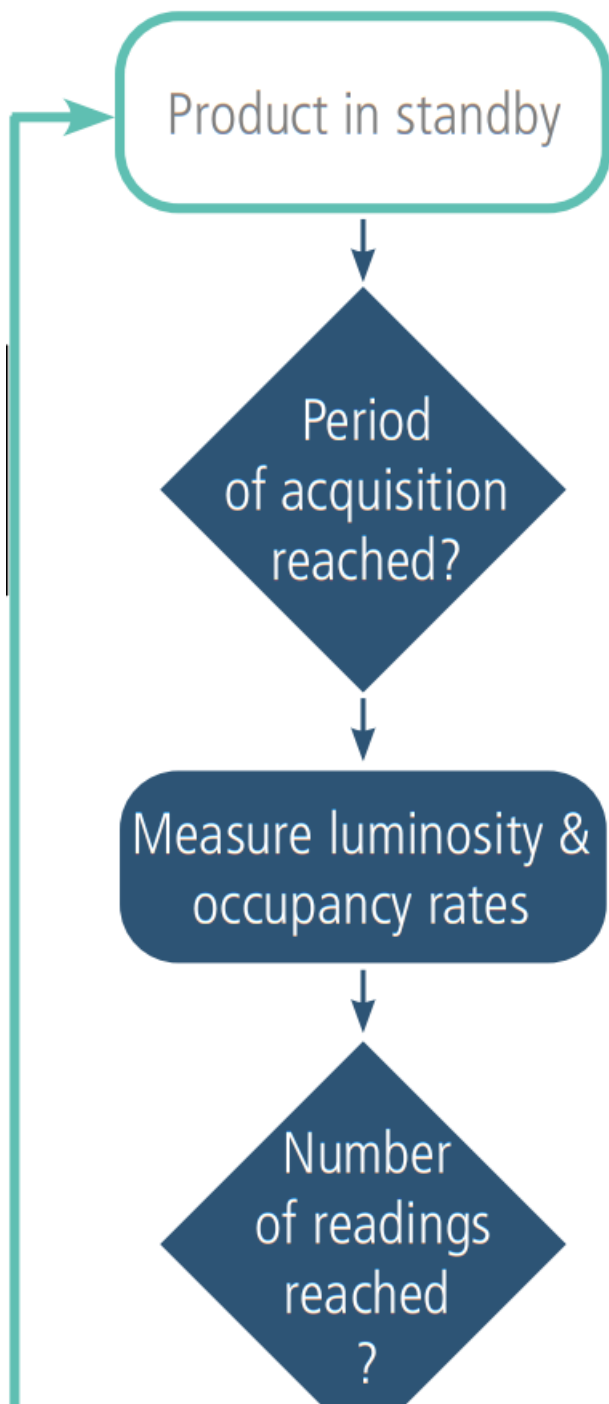 Product in standby
Period
of acquisition
reached?
Measure luminosity &
occupancy rates
Number
of readings
reached
?